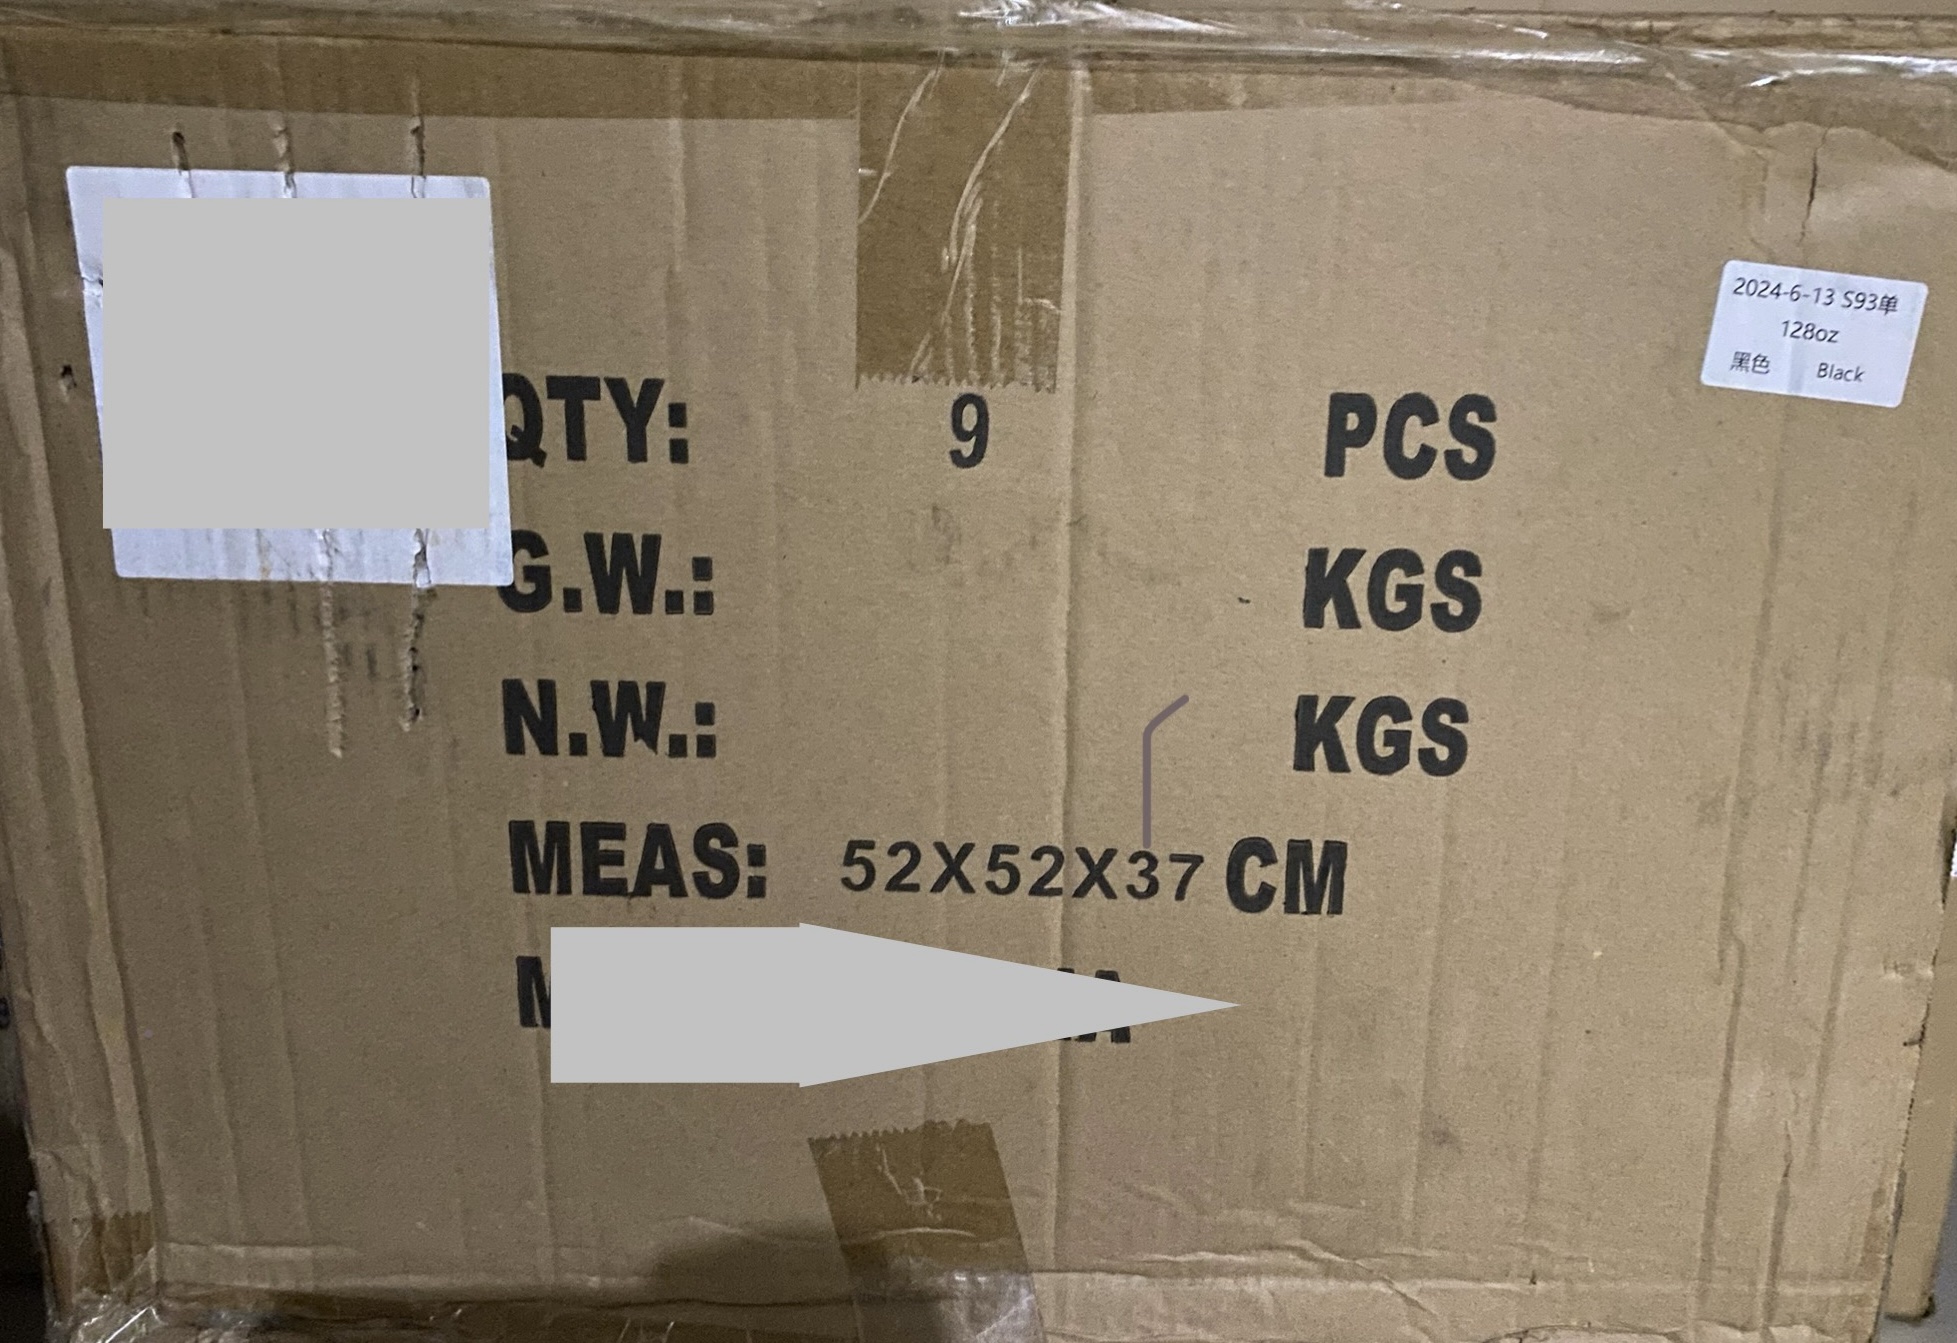 2024-6-13 S93单
128oz
黑色 Black
QTY: 9 PCS
G.W.: KGS
N.W.: KGS
MEAS: 52X52X37 CM